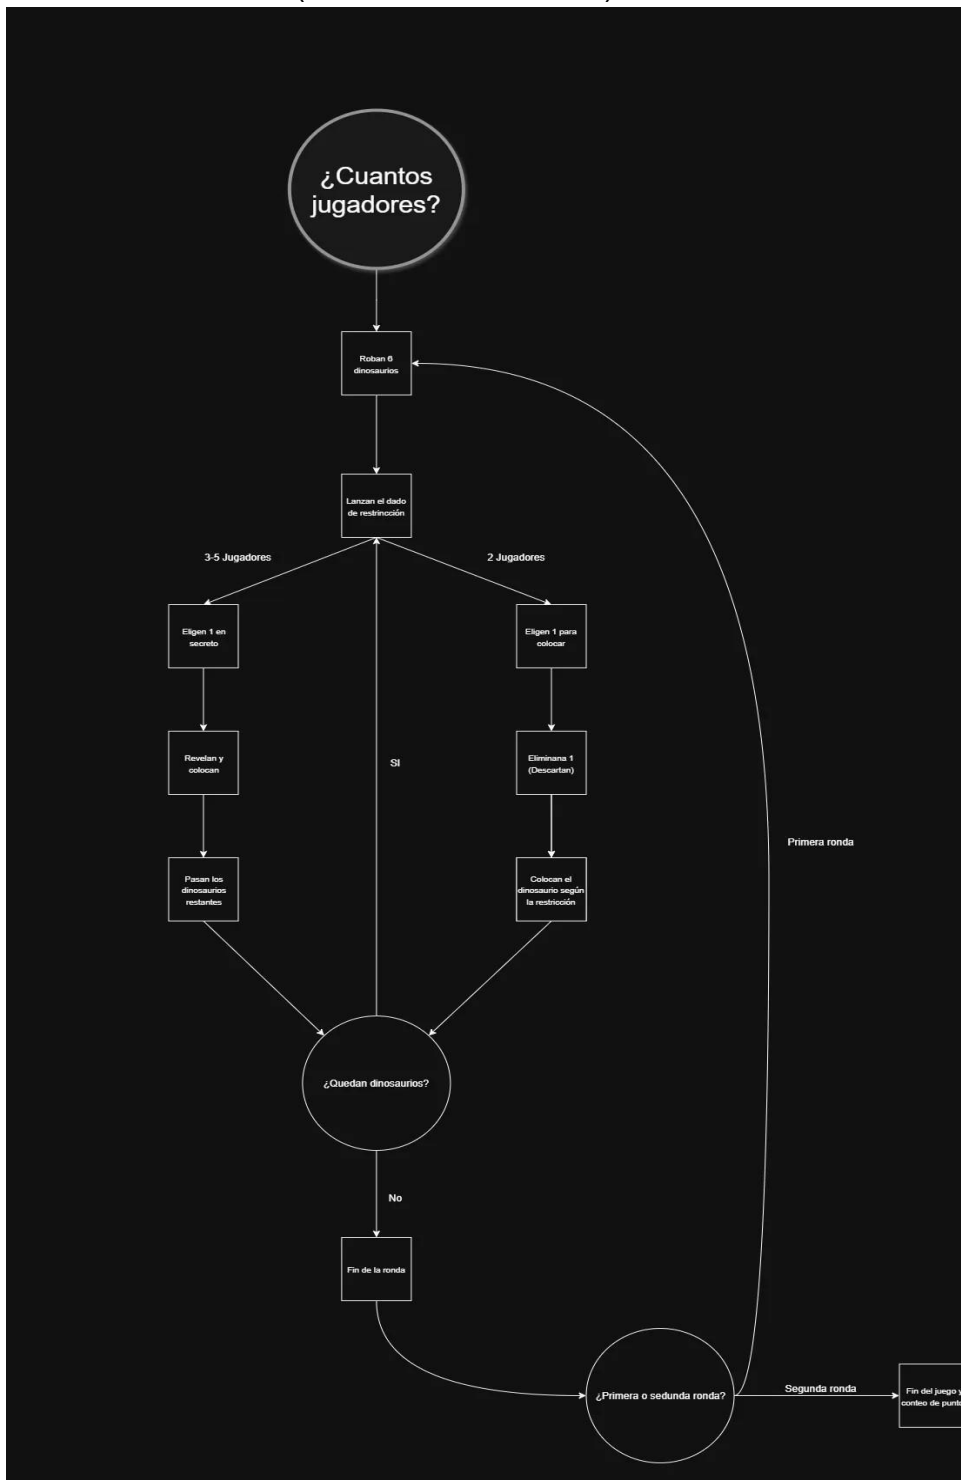 ¿Cuantos
jugadores?
Roban 6
dinosaurios
Lanzan el dado
de restrincción
3-5 Jugadores
2 Jugadores
Eligen 1 en
secreto
Eligen 1 para
colocar
Revelan y
colocan
SI
Eliminana 1
(Descartan)
Primera ronda
Pasan los
dinosaurios
restantes
Colocan el
dinosaurio según
la restricción
¿Quedan dinosaurios?
No
Fin de la ronda
¿Primera o sedunda ronda?
Segunda ronda
Fin del juego y
conteo de punto